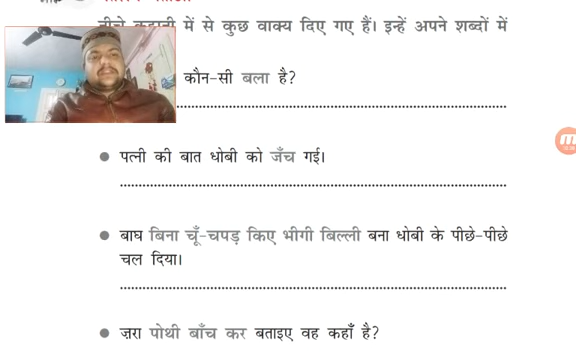 नीचे कहानी में से कुछ वाक्य दिए गए हैं। इन्हें अपने शब्दों में
कौन-सी बला है?
पत्नी की बात धोबी को जँच गई।
बाघ बिना चूँ-चपड़ किए भीगी बिल्ली बना धोबी के पीछे-पीछे
चल दिया।
ज़रा पोथी बाँच कर बताइए वह कहाँ है?